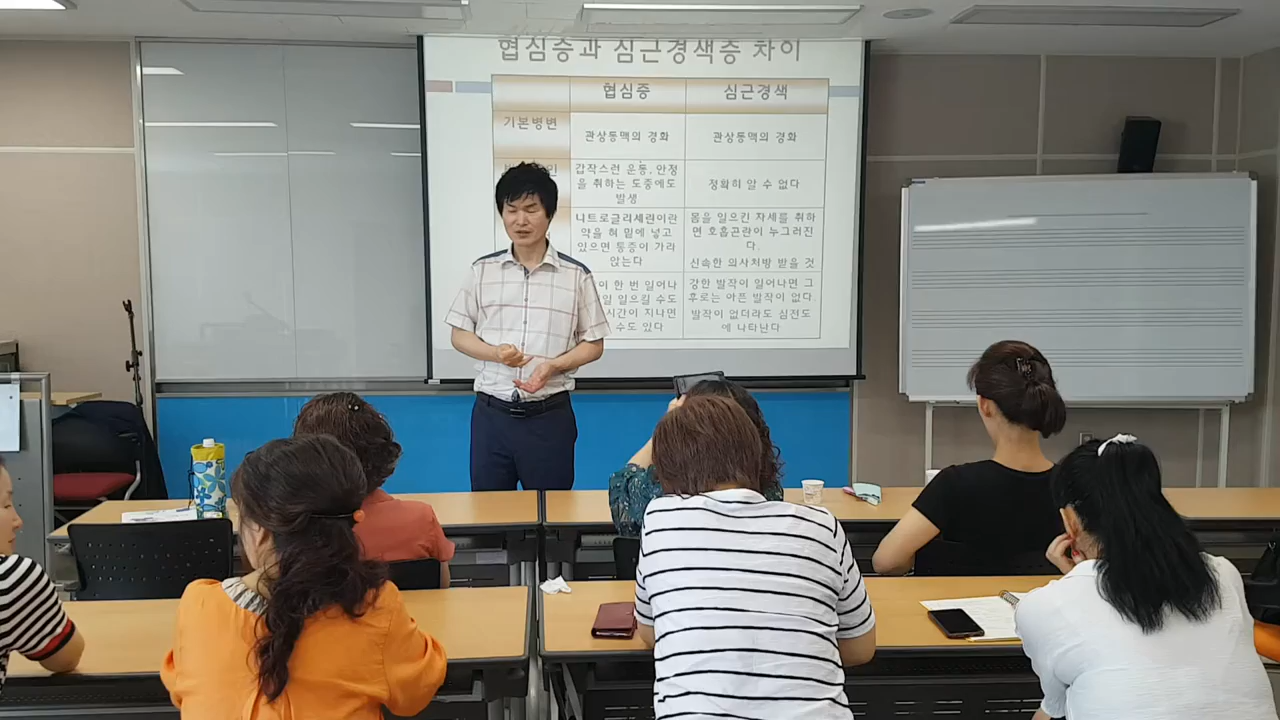 협심증과 심근경색증 차이
협심증
심근경색
기본병변
관상동맥의 경화
관상동맥의 경화
갑작스런 운동, 안정
을 취하는 도중에도
발생
정확히 알 수 없다
니트로글리세린이란
약을 혀 밑에 넣고
있으면 통증이 가라
앉는다
몸을 일으킨 자세를 취하
면 호흡곤란이 누그러진
다.
신속한 의사처방 받을 것
이 한 번 일어나
일 일으킬 수도
시간이 지나면
수도 있다
강한 발작이 일어나면 그
후로는 아픈 발작이 없다.
발작이 없더라도 심전도
에 나타난다